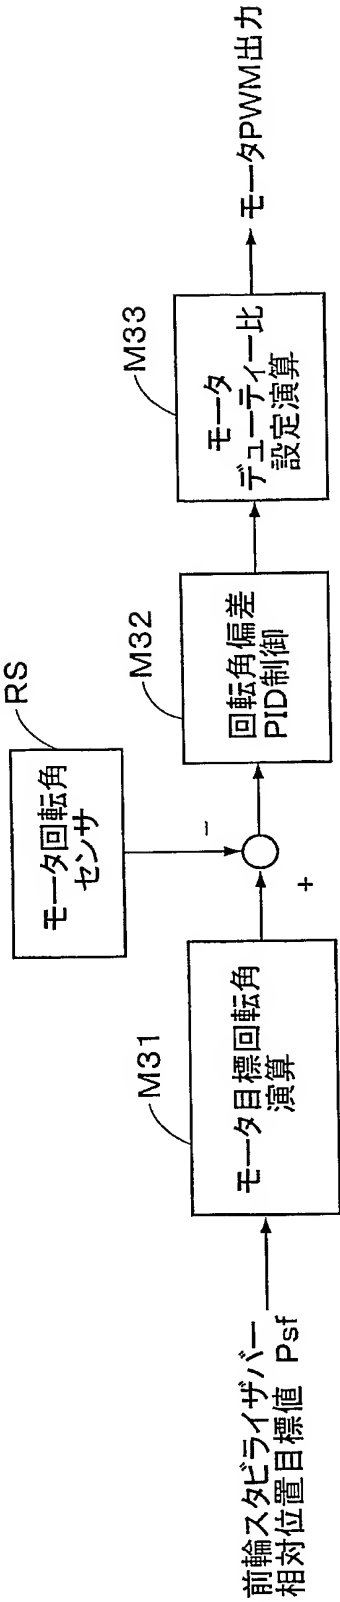 前輪スタビライザバー
相対位置目標値 Psf
M31
モータ目標回転角
演算
+
−
RS
モータ回転角
センサ
M32
回転角偏差
PID制御
M33
モータ
デューティー比
設定演算
モータPWM出力